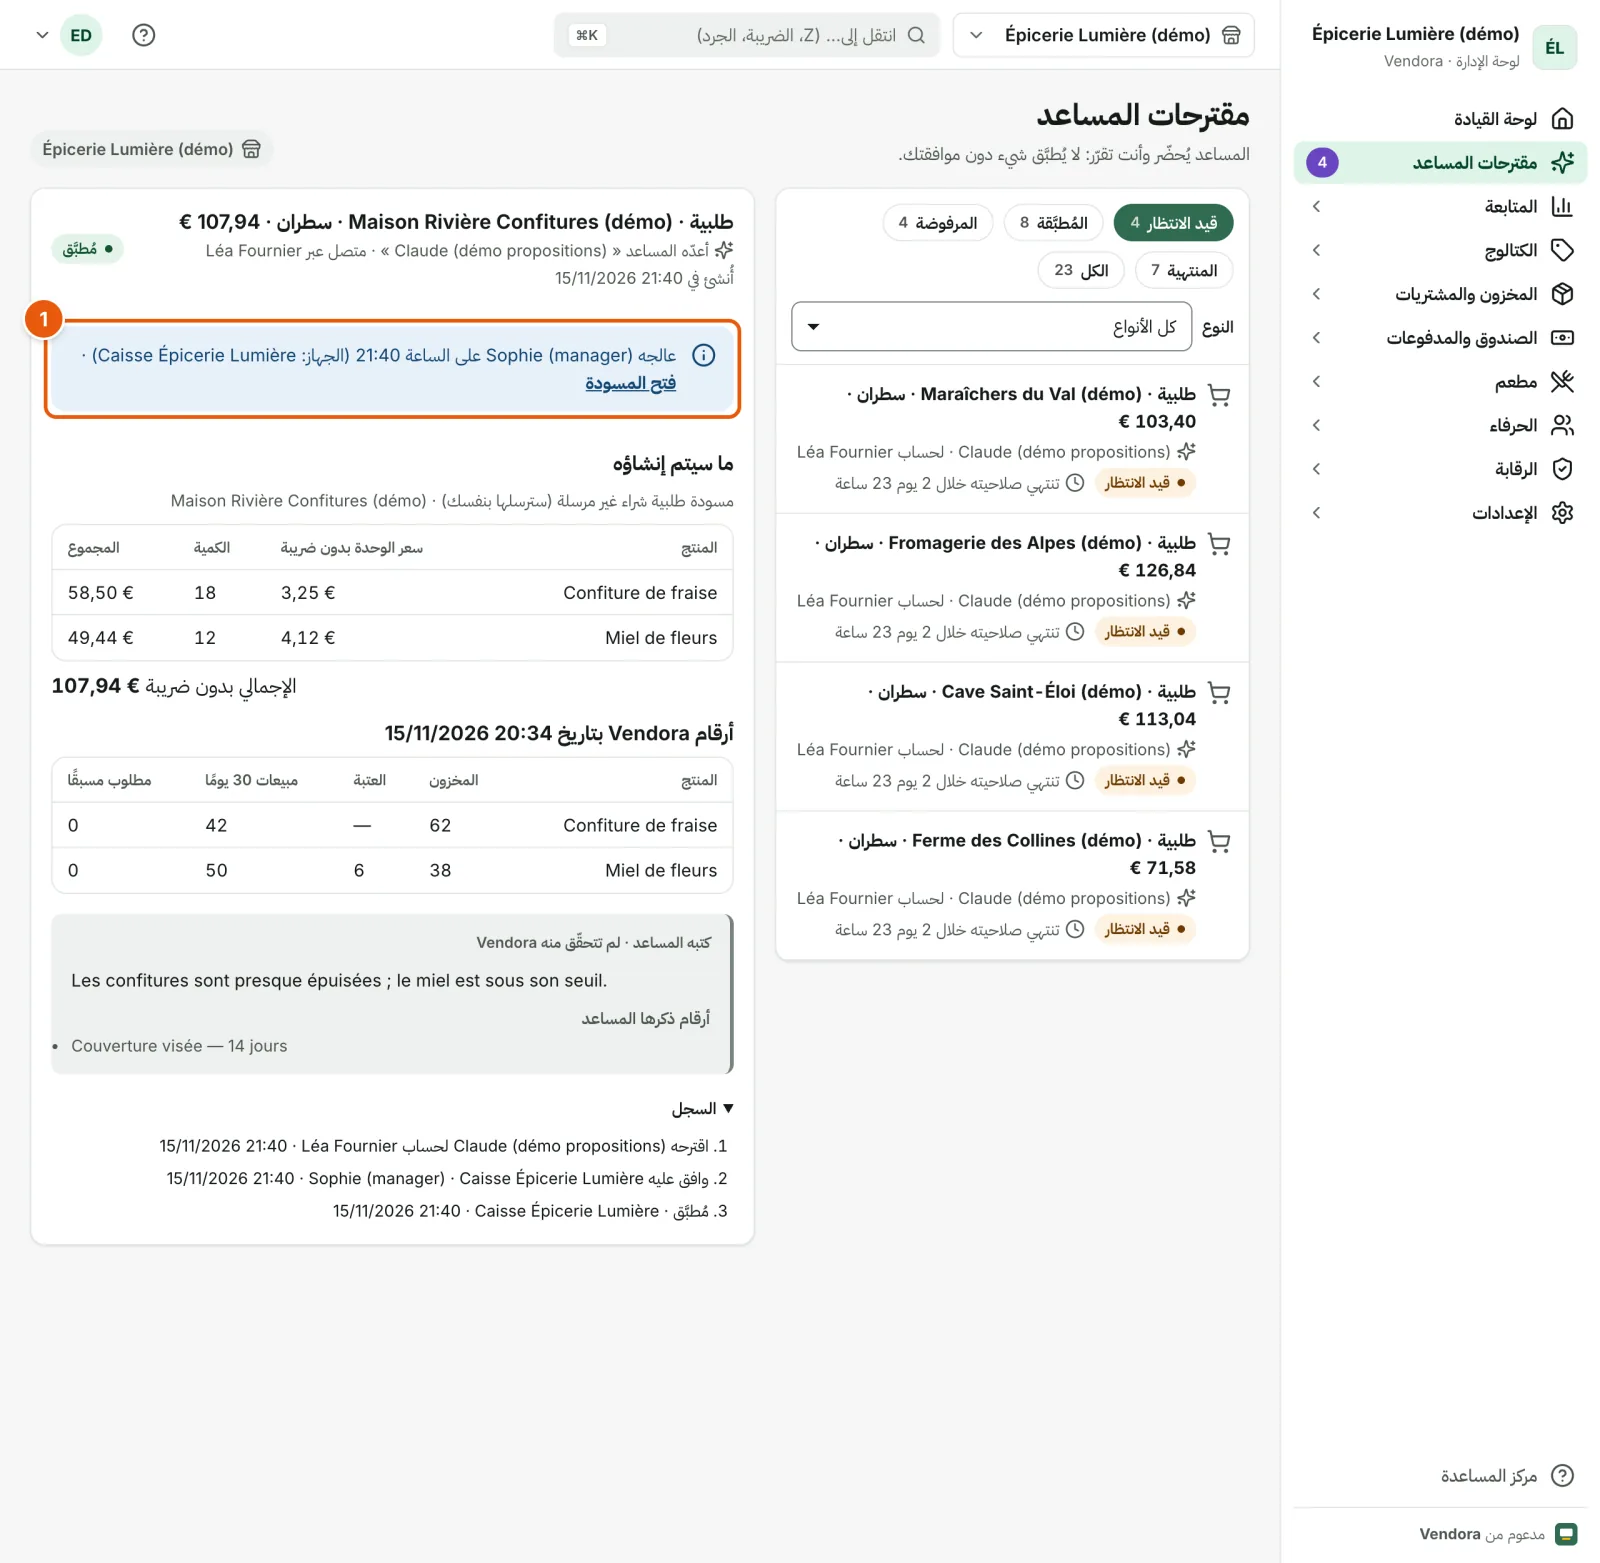 Épicerie Lumière (démo)
لوحة الإدارة · Vendora
ÉL
لوحة القيادة
مقترحات المساعد
4
المتابعة
الكتالوج
المخزون والمشتريات
الصندوق والمدفوعات
مطعم
الحرفاء
الرقابة
الإعدادات
مركز المساعدة
مدعوم من Vendora
Épicerie Lumière (démo)
انتقل إلى... (Z، الضريبة، الجرد)
⌘K
ED
مقترحات المساعد
المساعد يُحضّر وأنت تقرّر: لا يُطبَّق شيء دون موافقتك.
Épicerie Lumière (démo)
قيد الانتظار 4
المُطبَّقة 8
المرفوضة 4
المنتهية 7
الكل 23
النوع
كل الأنواع
طلبية · Maraîchers du Val (démo) · سطران ·
103,40 €
Claude (démo propositions) · لحساب Léa Fournier
قيد الانتظار
تنتهي صلاحيته خلال 2 يوم 23 ساعة
طلبية · Fromagerie des Alpes (démo) · سطران ·
126,84 €
Claude (démo propositions) · لحساب Léa Fournier
قيد الانتظار
تنتهي صلاحيته خلال 2 يوم 23 ساعة
طلبية · Cave Saint-Éloi (démo) · سطران ·
113,04 €
Claude (démo propositions) · لحساب Léa Fournier
قيد الانتظار
تنتهي صلاحيته خلال 2 يوم 23 ساعة
طلبية · Ferme des Collines (démo) · سطران ·
71,58 €
Claude (démo propositions) · لحساب Léa Fournier
قيد الانتظار
تنتهي صلاحيته خلال 2 يوم 23 ساعة
طلبية · Maison Rivière Confitures (démo) · سطران · 107,94 €
أعدّه المساعد « Claude (démo propositions) » · متصل عبر Léa Fournier
أُنشئ في 15/11/2026 21:40
مُطبَّق
1
عالجه Sophie (manager) على الساعة 21:40 (الجهاز: Caisse Épicerie Lumière) ·
فتح المسودة
ما سيتم إنشاؤه
مسودة طلبية شراء غير مرسلة (سترسلها بنفسك) · Maison Rivière Confitures (démo)
المنتج سعر الوحدة بدون ضريبة الكمية المجموع
Confiture de fraise 3,25 € 18 58,50 €
Miel de fleurs 4,12 € 12 49,44 €
الإجمالي بدون ضريبة 107,94 €
أرقام Vendora بتاريخ 15/11/2026 20:34
المنتج المخزون العتبة مبيعات 30 يومًا مطلوب مسبقًا
Confiture de fraise 62 — 42 0
Miel de fleurs 38 6 50 0
كتبه المساعد · لم تتحقّق منه Vendora
Les confitures sont presque épuisées ; le miel est sous son seuil.
أرقام ذكرها المساعد
• Couverture visée — 14 jours
السجل
1. اقترحه Claude (démo propositions) لحساب Léa Fournier · 15/11/2026 21:40
2. وافق عليه Sophie (manager) · Caisse Épicerie Lumière · 15/11/2026 21:40
3. مُطبَّق · Caisse Épicerie Lumière · 15/11/2026 21:40